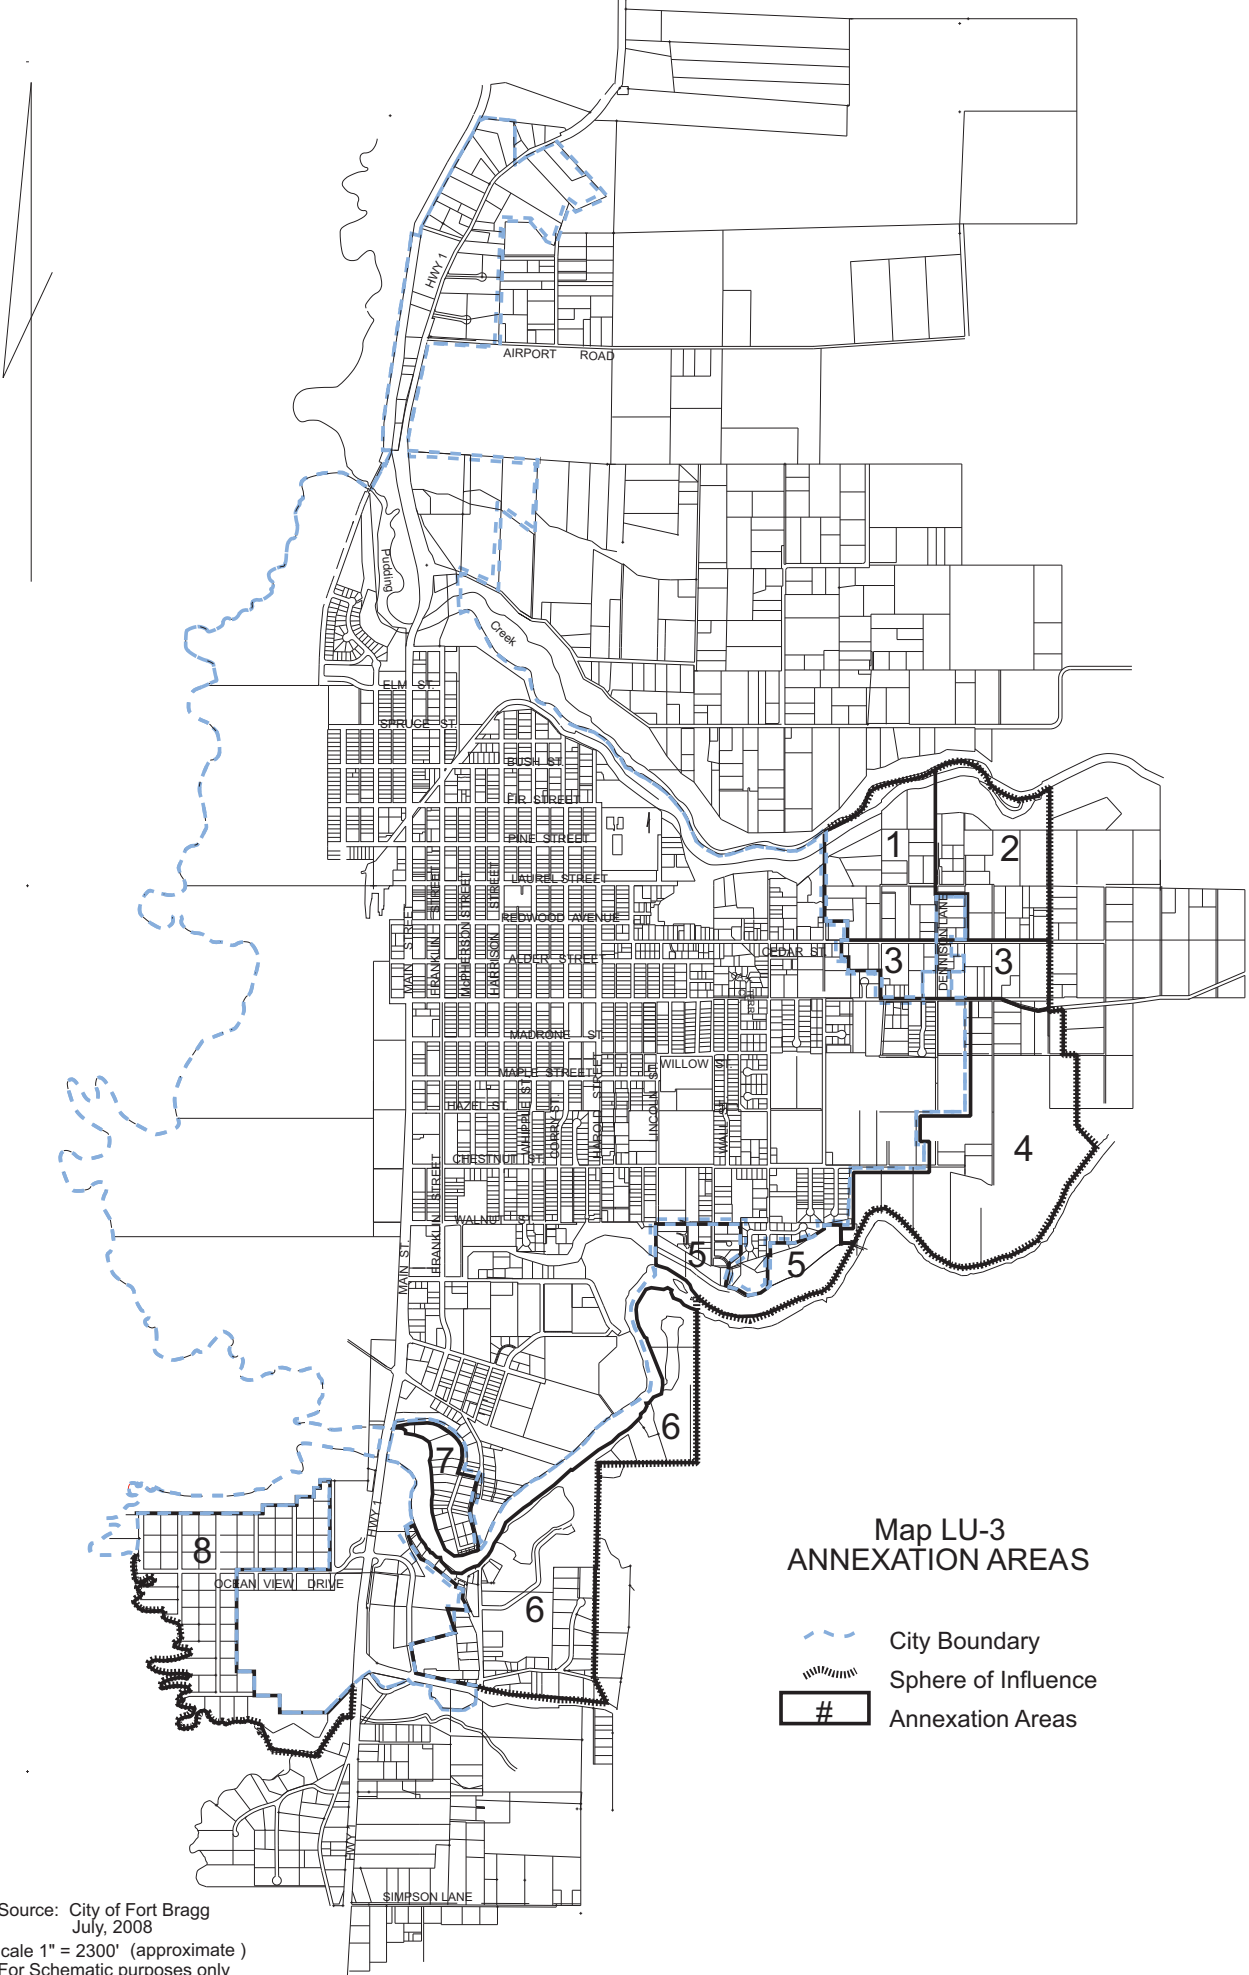 HWY 1
AIRPORT ROAD
Pudding
Creek
ELM ST.
SPRUCE ST.
BUSH ST.
FIR STREET
PINE STREET
LAUREL STREET
REDWOOD AVENUE
CEDAR ST.
ALDER STREET
MAIN STREET
FRANKLIN STREET
McPHERSON STREET
HARRISON STREET
DENNISON LANE
1
2
3
3
MADRONE ST.
WILLOW ST.
MAPLE STREET
HAZEL ST.
WHIPPLE ST.
CORRY ST.
HAROLD STREET
LINCOLN ST.
WALL ST.
CHESTNUT ST.
FRANKLIN STREET
WALNUT ST.
MAIN ST.
4
5
5
6
7
HWY 1
8
OCEAN VIEW DRIVE
6
Map LU-3
ANNEXATION AREAS
City Boundary
Sphere of Influence
# Annexation Areas
HWY 1
SIMPSON LANE
Source: City of Fort Bragg
July, 2008
cale 1" = 2300' (approximate )
For Schematic purposes only